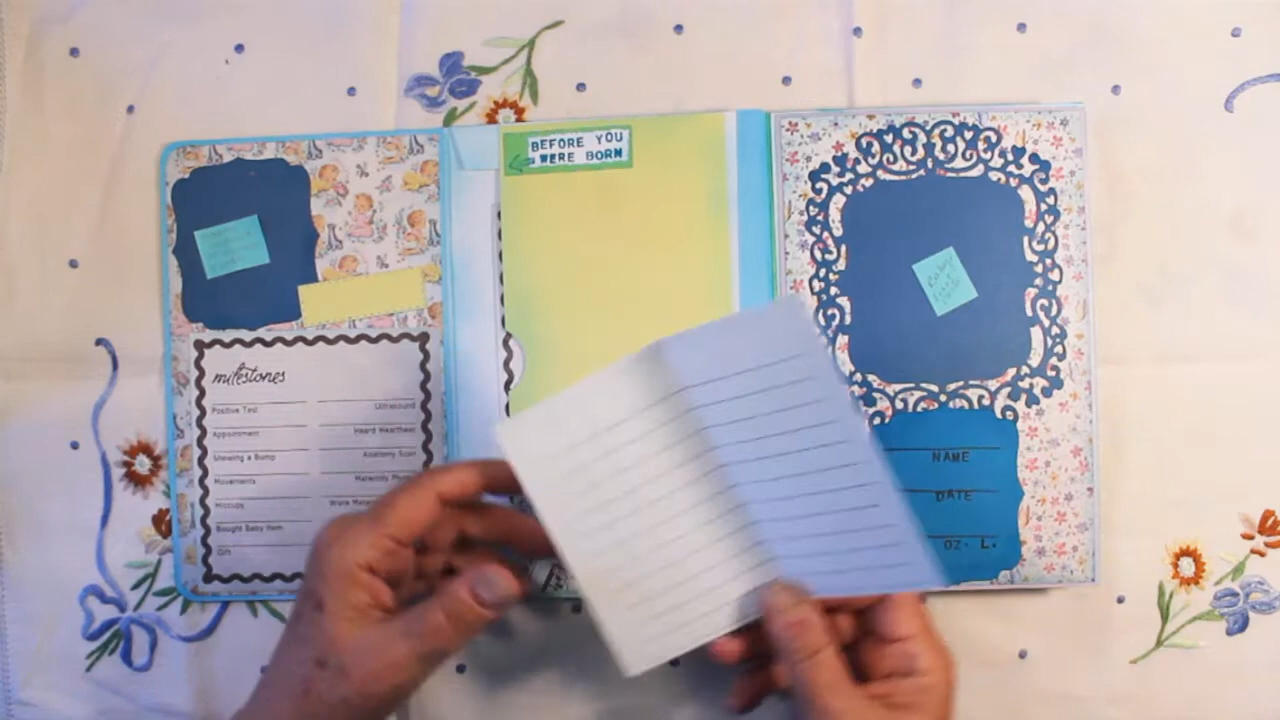 BEFORE YOU
WERE BORN
milestones
Positive Test
Ultrasound
Appointment
Heard Heartbeat
Showing a Bump
Anatomy Scan
Movements
Maternity
Hiccups
Bought Baby Item
Gift
NAME
DATE
OZ. L.